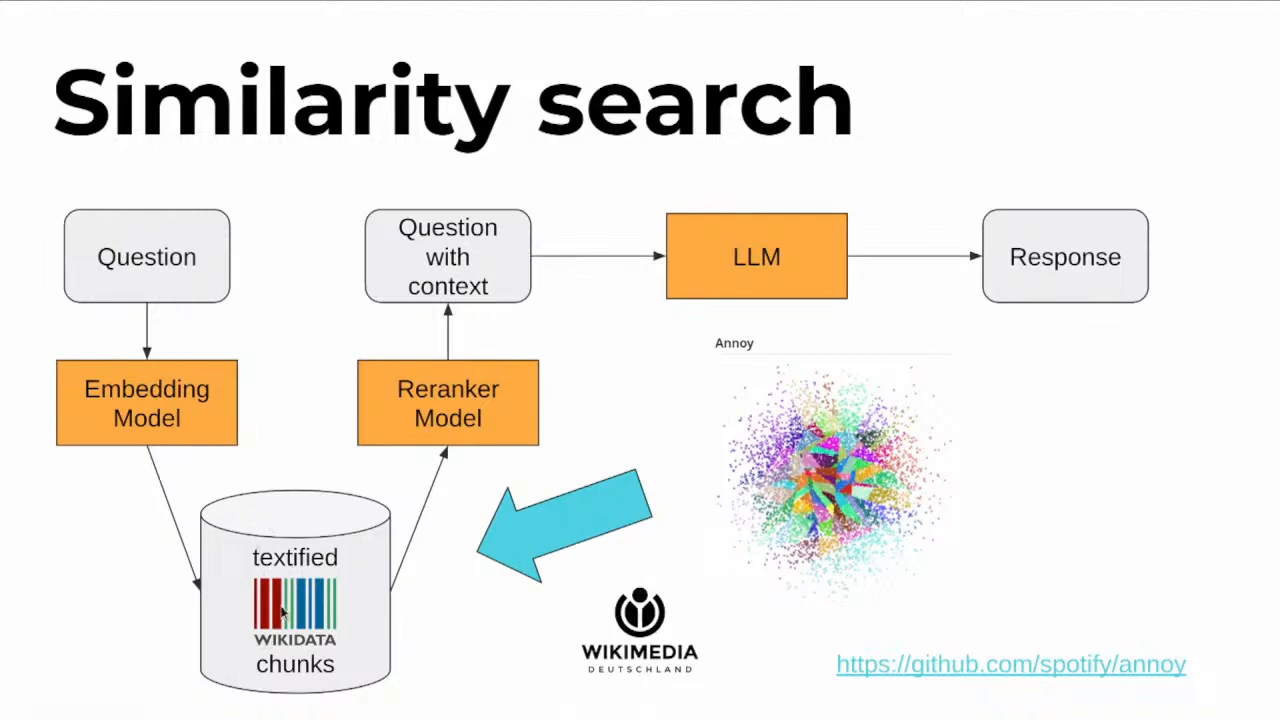 Similarity search
Question
Question
with
context
LLM
Response
Annoy
Embedding
Model
Reranker
Model
textified
WIKIDATA
chunks
WIKIMEDIA
DEUTSCHLAND
https://github.com/spotify/annoy